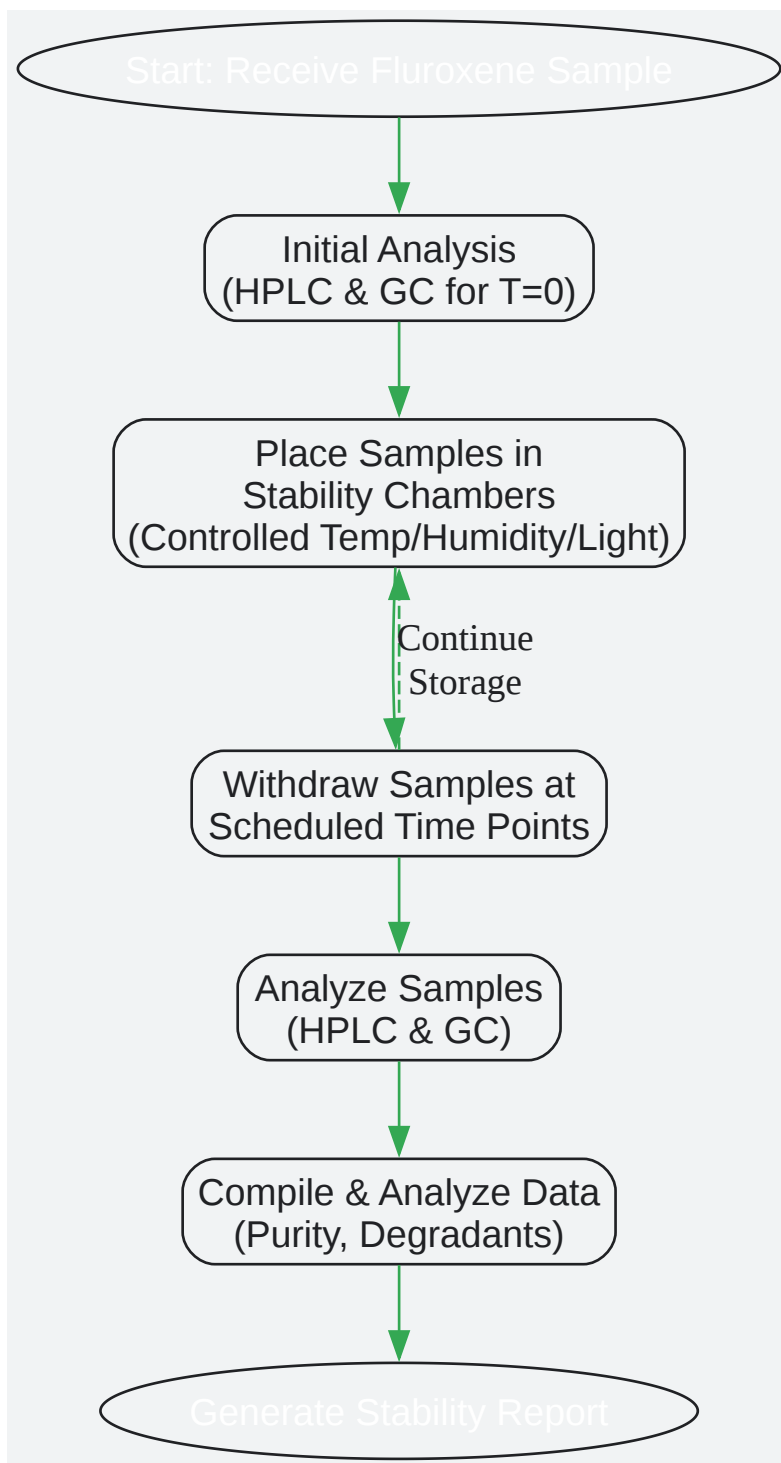 Start: Receive Fluroxene Sample
Initial Analysis
(HPLC & GC for T=0)
Place Samples in
Stability Chambers
(Controlled Temp/Humidity/Light)
Continue
Storage
Withdraw Samples at
Scheduled Time Points
Analyze Samples
(HPLC & GC)
Compile & Analyze Data
(Purity, Degradants)
Generate Stability Report